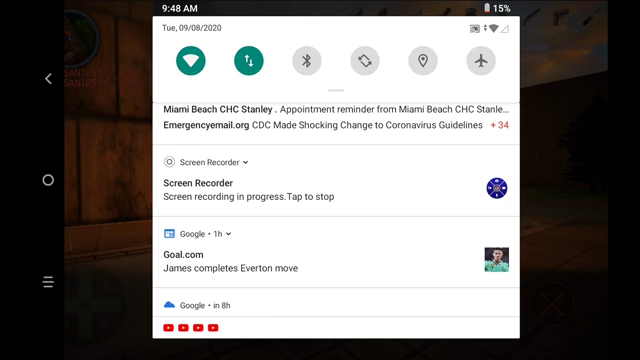 9:48 AM
15%
Tue, 09/08/2020
Miami Beach CHC Stanley . Appointment reminder from Miami Beach CHC Stanle...
Emergencyemail.org CDC Made Shocking Change to Coronavirus Guidelines + 34
Screen Recorder
Screen Recorder
Screen recording in progress.Tap to stop
Google • 1h
Goal.com
James completes Everton move
Google • in 8h